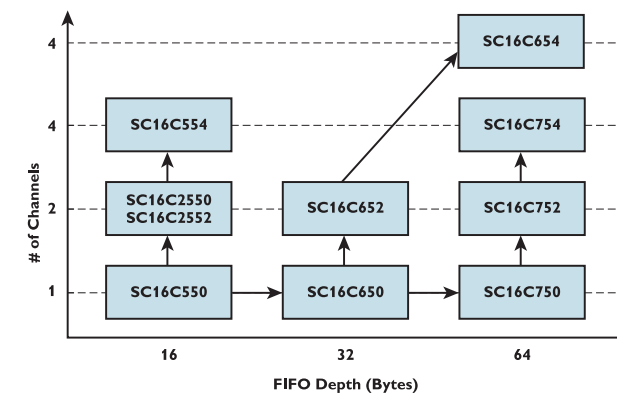 4
SC16C654
4
SC16C554
SC16C754
# of Channels
2
SC16C2550
SC16C2552
SC16C652
SC16C752
1
SC16C550
SC16C650
SC16C750
16
32
64
FIFO Depth (Bytes)